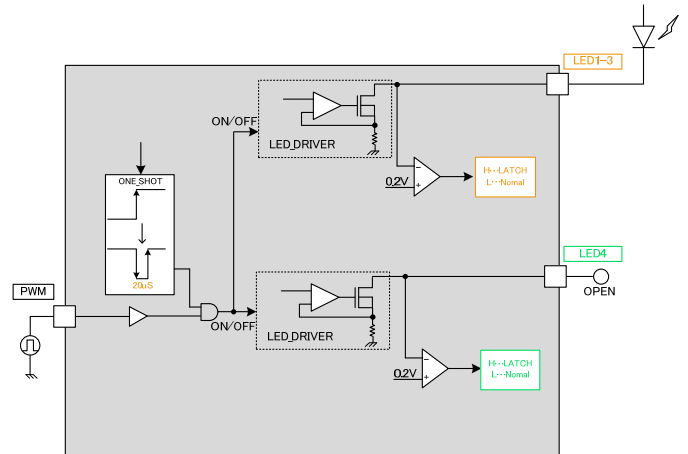 LED1-3
ON/OFF
LED_DRIVER
ONE_SHOT
0.2V
H···LATCH
L···Nomal
20uS
LED4
OPEN
PWM
ON/OFF
LED_DRIVER
0.2V
H···LATCH
L···Nomal